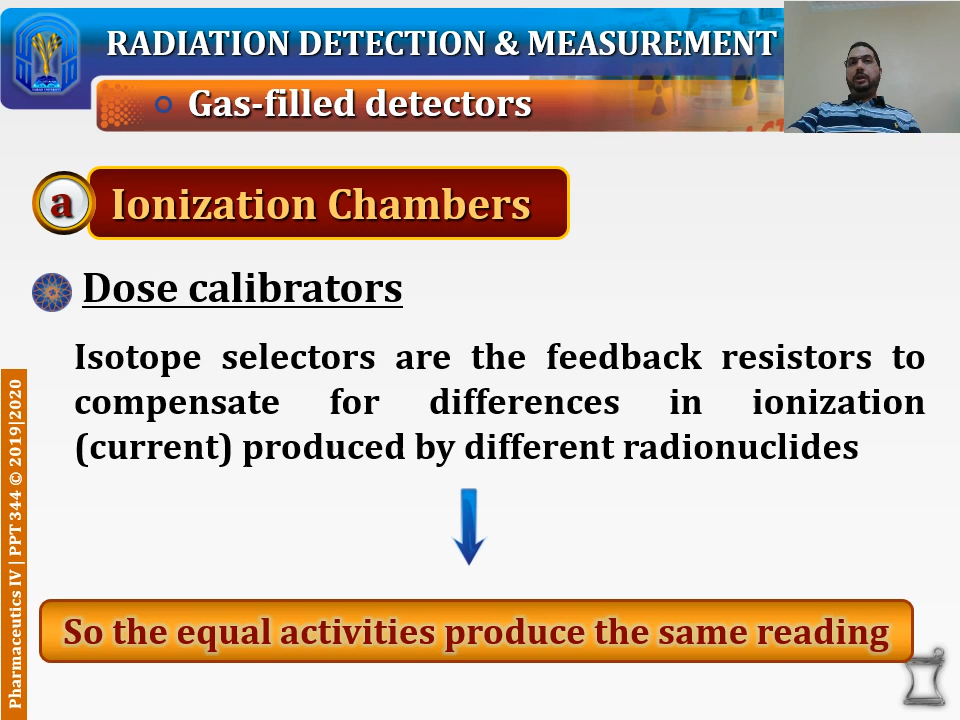 RADIATION DETECTION & MEASUREMENT
Gas-filled detectors
a
Ionization Chambers
Dose calibrators
Isotope selectors are the feedback resistors to
compensate for differences in ionization
(current) produced by different radionuclides
So the equal activities produce the same reading
Pharmaceutics IV | PPT 344 © 2019|2020